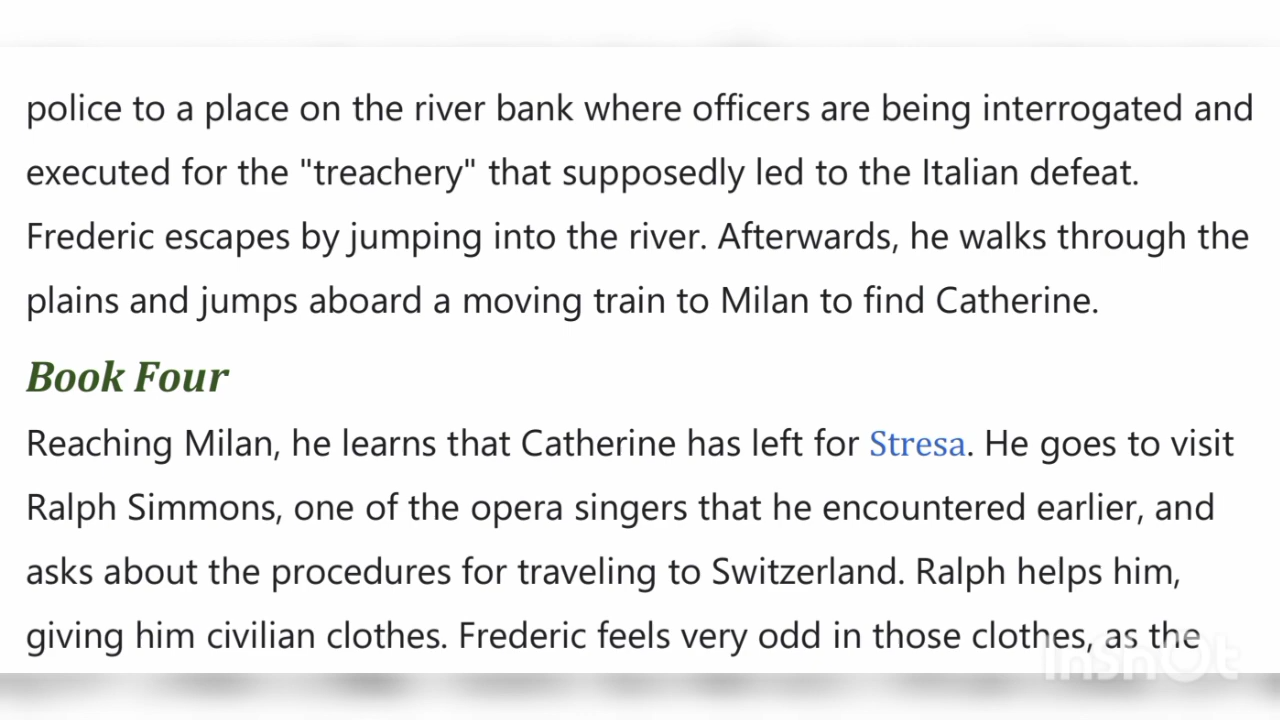 police to a place on the river bank where officers are being interrogated and
executed for the "treachery" that supposedly led to the Italian defeat.
Frederic escapes by jumping into the river. Afterwards, he walks through the
plains and jumps aboard a moving train to Milan to find Catherine.
Book Four
Reaching Milan, he learns that Catherine has left for Stresa. He goes to visit
Ralph Simmons, one of the opera singers that he encountered earlier, and
asks about the procedures for traveling to Switzerland. Ralph helps him,
giving him civilian clothes. Frederic feels very odd in those clothes, as the
InShOt